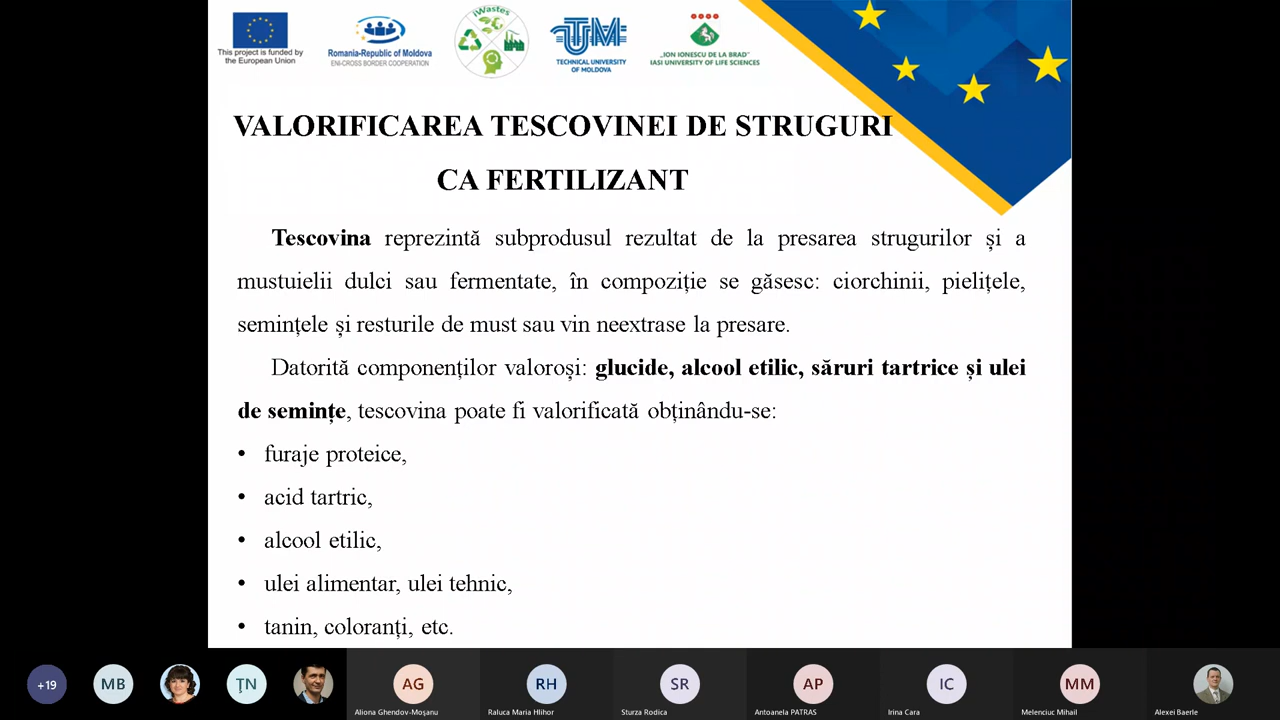 This project is funded by
the European Union
Romania-Republic of Moldova
ENI-CROSS BORDER COOPERATION
iWastes
UTM
TECHNICAL UNIVERSITY
OF MOLDOVA
„ION IONESCU DE LA BRAD”
IASI UNIVERSITY OF LIFE SCIENCES
VALORIFICAREA TESCOVINEI DE STRUGURI
CA FERTILIZANT
Tescovina reprezintă subprodusul rezultat de la presarea strugurilor și a
mustuielii dulci sau fermentate, în compoziție se găsesc: ciorchinii, pielițele,
semințele și resturile de must sau vin neextrase la presare.
Datorită componenților valoroși: glucide, alcool etilic, săruri tartrice și ulei
de semințe, tescovina poate fi valorificată obținându-se:
• furaje proteice,
• acid tartric,
• alcool etilic,
• ulei alimentar, ulei tehnic,
• tanin, coloranți, etc.
+19 MB ŢN AG RH SR AP IC MM
Aliona Ghendov-Moşanu Raluca Maria Hlihor Sturza Rodica Antoanela PATRAS Irina Cara Melenciuc Mihail Alexei Baerle